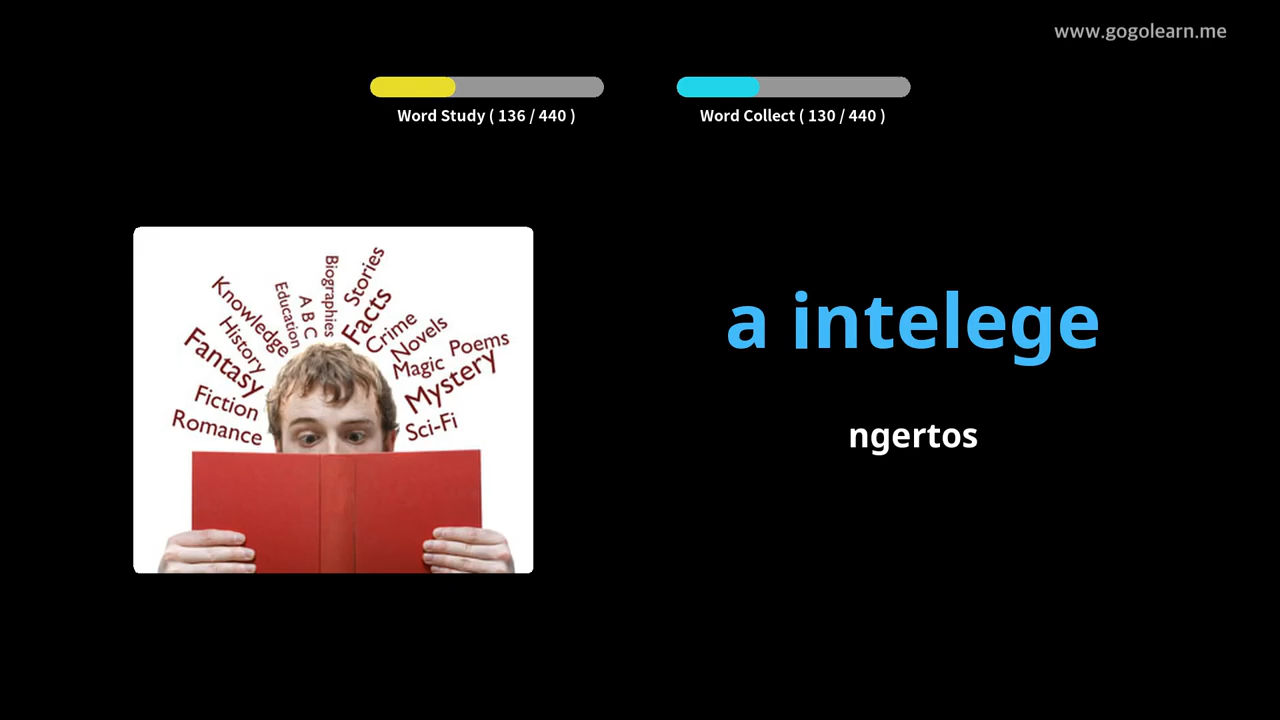 www.gogolearn.me
Word Study ( 136 / 440 )
Word Collect ( 130 / 440 )
Knowledge
Education
A B C
Biographies
Stories
Facts
History
Crime
Novels
Fantasy
Magic
Poems
Mystery
Fiction
Romance
Sci-Fi
a intelege
ngertos